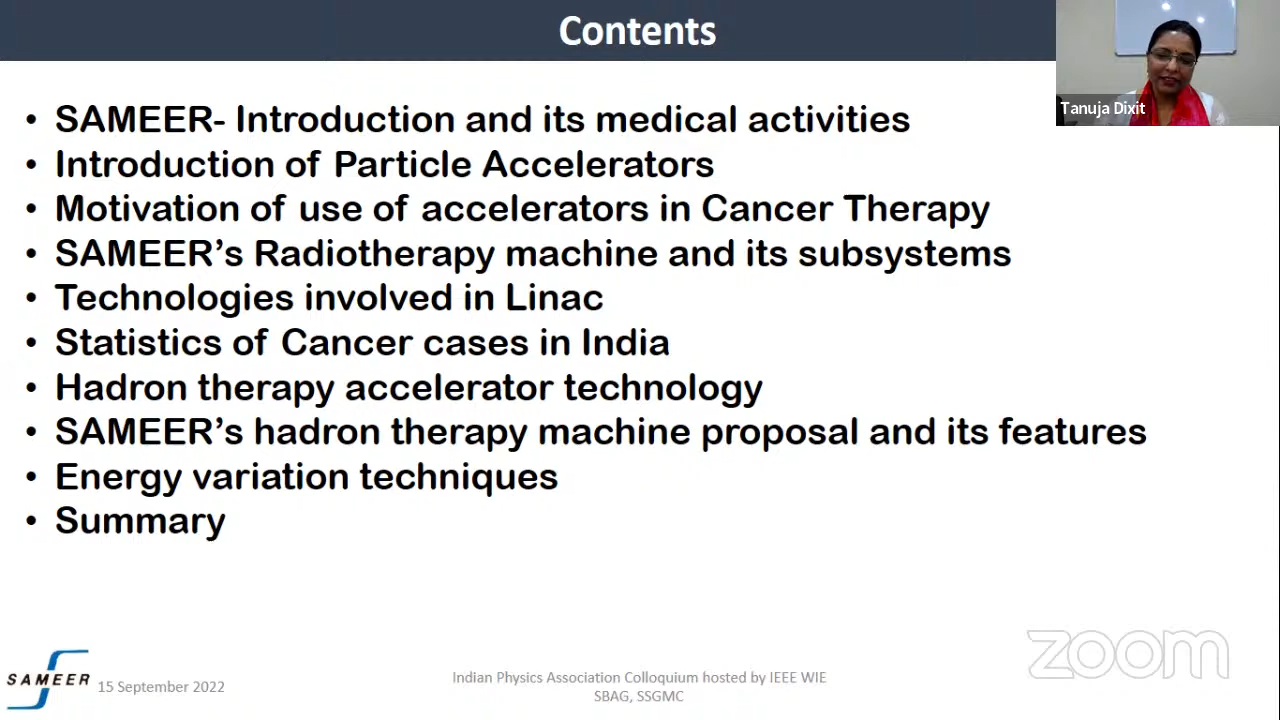 Contents
Tanuja Dixit
• SAMEER- Introduction and its medical activities
• Introduction of Particle Accelerators
• Motivation of use of accelerators in Cancer Therapy
• SAMEER’s Radiotherapy machine and its subsystems
• Technologies involved in Linac
• Statistics of Cancer cases in India
• Hadron therapy accelerator technology
• SAMEER’s hadron therapy machine proposal and its features
• Energy variation techniques
• Summary
SAMEER
15 September 2022
Indian Physics Association Colloquium hosted by IEEE WIE
SBAG, SSGMC
zoom